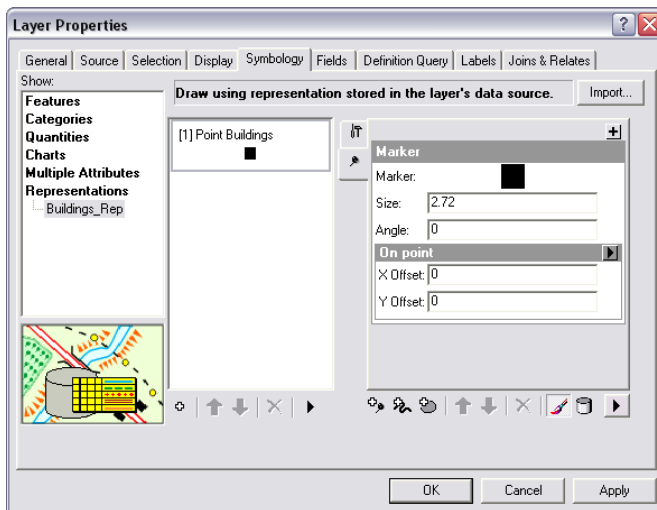 Layer Properties
General Source Selection Display Symbology Fields Definition Query Labels Joins & Relates
Show:
Features
Categories
Quantities
Charts
Multiple Attributes
Representations
Buildings_Rep
Draw using representation stored in the layer's data source.
Import...
[1] Point Buildings
Marker
Marker:
Size: 2.72
Angle: 0
On point
X Offset: 0
Y Offset: 0
OK Cancel Apply